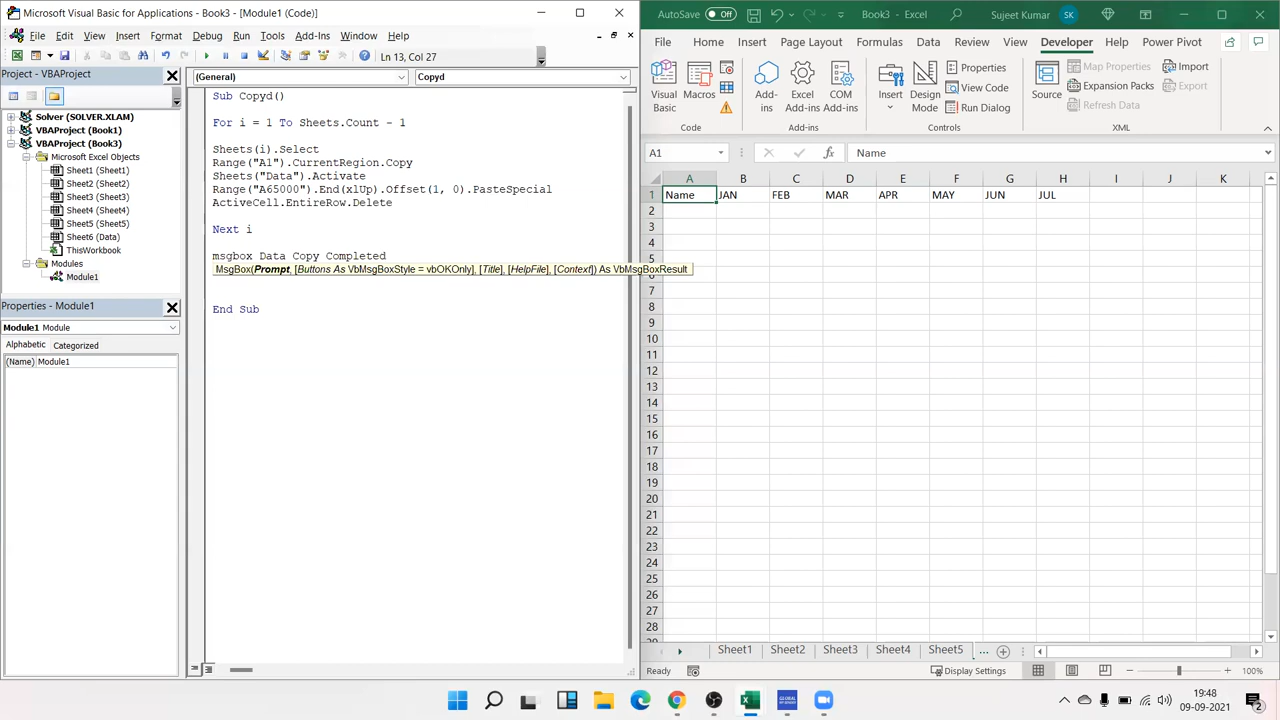 Microsoft Visual Basic for Applications - Book3 - [Module1 (Code)]
File Edit View Insert Format Debug Run Tools Add-Ins Window Help
Ln 13, Col 27
Project - VBAProject
Solver (SOLVER.XLAM)
VBAProject (Book1)
VBAProject (Book3)
Microsoft Excel Objects
Sheet1 (Sheet1)
Sheet2 (Sheet2)
Sheet3 (Sheet3)
Sheet4 (Sheet4)
Sheet5 (Sheet5)
Sheet6 (Data)
ThisWorkbook
Modules
Module1
Properties - Module1
Module1 Module
Alphabetic Categorized
(Name) Module1
(General) Copyd
Sub Copyd()
For i = 1 To Sheets.Count - 1
Sheets(i).Select
Range("A1").CurrentRegion.Copy
Sheets("Data").Activate
Range("A65000").End(xlUp).Offset(1, 0).PasteSpecial
ActiveCell.EntireRow.Delete
Next i
msgbox Data Copy Completed
MsgBox(Prompt, [Buttons As VbMsgBoxStyle = vbOKOnly], [Title], [HelpFile], [Context]) As VbMsgBoxResult
End Sub
AutoSave Off Book3 - Excel Sujeet Kumar SK
File Home Insert Page Layout Formulas Data Review View Developer Help Power Pivot
Visual Basic
Macros
Code
Add-ins
Excel Add-ins
COM Add-ins
Add-ins
Insert
Design Mode
Properties
View Code
Run Dialog
Controls
Source
Map Properties
Expansion Packs
Refresh Data
Import
Export
XML
A1 fx Name
A B C D E F G H I J K
1 Name JAN FEB MAR APR MAY JUN JUL
2
3
4
5
6
7
8
9
10
11
12
13
14
15
16
17
18
19
20
21
22
23
24
25
26
27
28
29
Sheet1 Sheet2 Sheet3 Sheet4 Sheet5 ...
Ready Display Settings 100%
19:48
09-09-2021
2